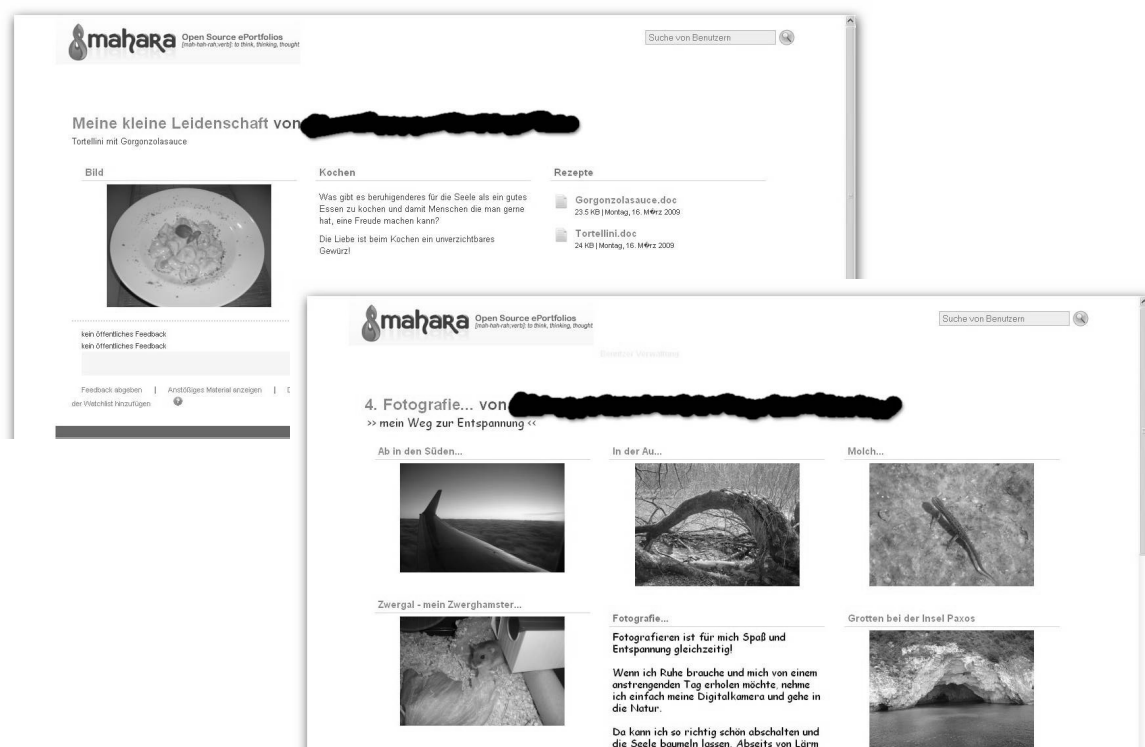 mahara Open Source ePortfolios
[mah-hah-rah;verb]: to think, thinking, thought
Suche von Benutzern
Meine kleine Leidenschaft von
Tortellini mit Gorgonzolasauce
Bild
Kochen
Was gibt es beruhigenderes für die Seele als ein gutes
Essen zu kochen und damit Menschen die man gerne
hat, eine Freude machen kann?
Die Liebe ist beim Kochen ein unverzichtbares
Gewürz!
Rezepte
Gorgonzolasauce.doc
23.5 KB | Montag, 16. M�rz 2009
Tortellini.doc
24 KB | Montag, 16. M�rz 2009
kein öffentliches Feedback
kein öffentliches Feedback
Feedback abgeben | Anstößiges Material anzeigen |
der Watchlist hinzufügen
mahara Open Source ePortfolios
[mah-hah-rah;verb]: to think, thinking, thought
Suche von Benutzern
4. Fotografie... von
>> mein Weg zur Entspannung <<
Ab in den Süden...
In der Au...
Molch...
Zwergal - mein Zwerghamster...
Fotografie...
Fotografieren ist für mich Spaß und
Entspannung gleichzeitig!
Wenn ich Ruhe brauche und mich von einem
anstrengenden Tag erholen möchte, nehme
ich einfach meine Digitalkamera und gehe in
die Natur.
Da kann ich so richtig schön abschalten und
die Seele baumeln lassen. Abseits von Lärm
Grotten bei der Insel Paxos